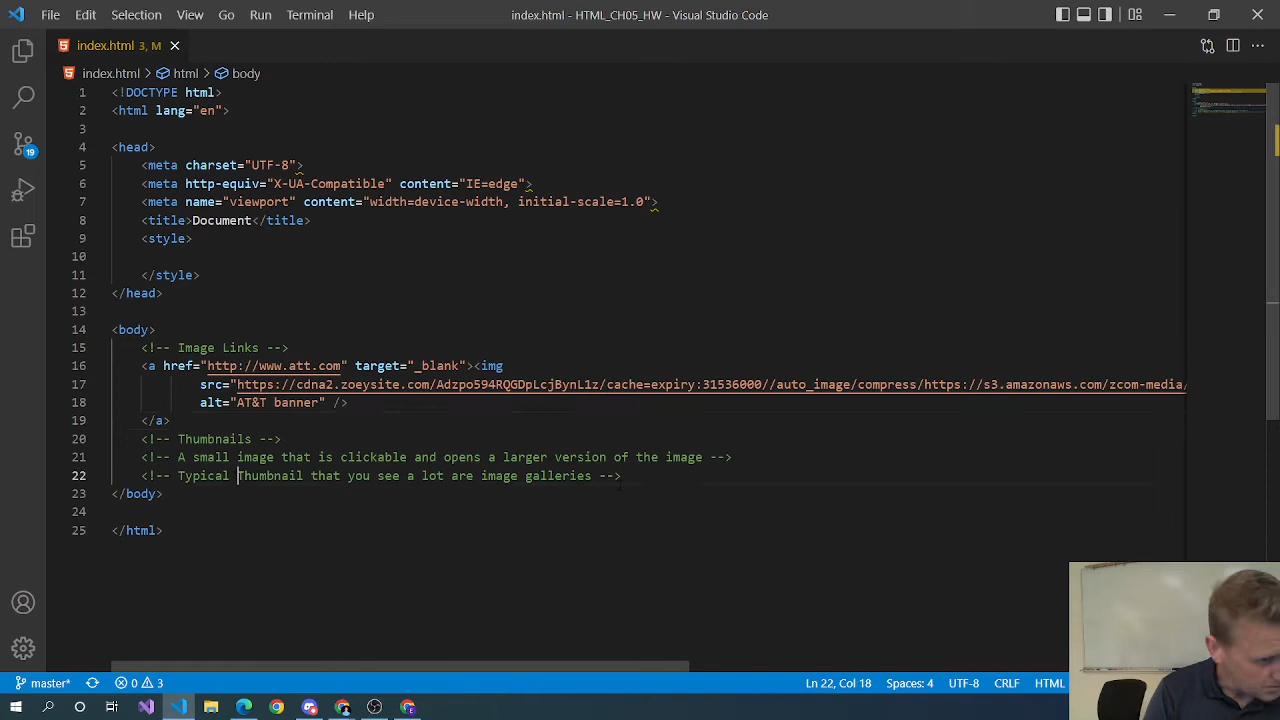 File Edit Selection View Go Run Terminal Help index.html - HTML_CH05_HW - Visual Studio Code
index.html 3, M
index.html > html > body
1 <!DOCTYPE html>
2 <html lang="en">
3
4 <head>
5 <meta charset="UTF-8">
6 <meta http-equiv="X-UA-Compatible" content="IE=edge">
7 <meta name="viewport" content="width=device-width, initial-scale=1.0">
8 <title>Document</title>
9 <style>
10
11 </style>
12 </head>
13
14 <body>
15 <!-- Image Links -->
16 <a href="http://www.att.com" target="_blank"><img
17 src="https://cdna2.zoeysite.com/Adzpo594RQGDpLcjBynL1z/cache=expiry:31536000//auto_image/compress/https://s3.amazonaws.com/zcom-media/
18 alt="AT&T banner" />
19 </a>
20 <!-- Thumbnails -->
21 <!-- A small image that is clickable and opens a larger version of the image -->
22 <!-- Typical Thumbnail that you see a lot are image galleries -->
23 </body>
24
25 </html>
19
master* 0 3 Ln 22, Col 18 Spaces: 4 UTF-8 CRLF HTML